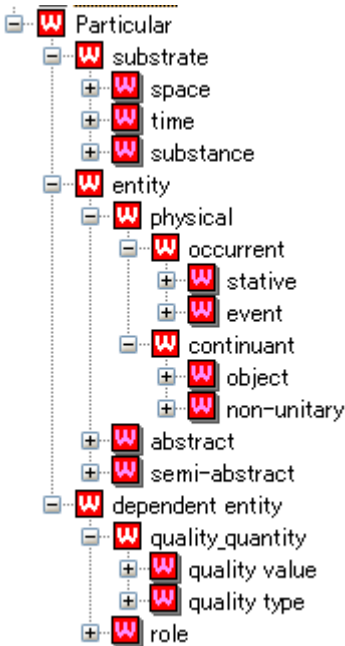 Particular
substrate
space
time
substance
entity
physical
occurrent
stative
event
continuant
object
non-unitary
abstract
semi-abstract
dependent entity
quality_quantity
quality value
quality type
role